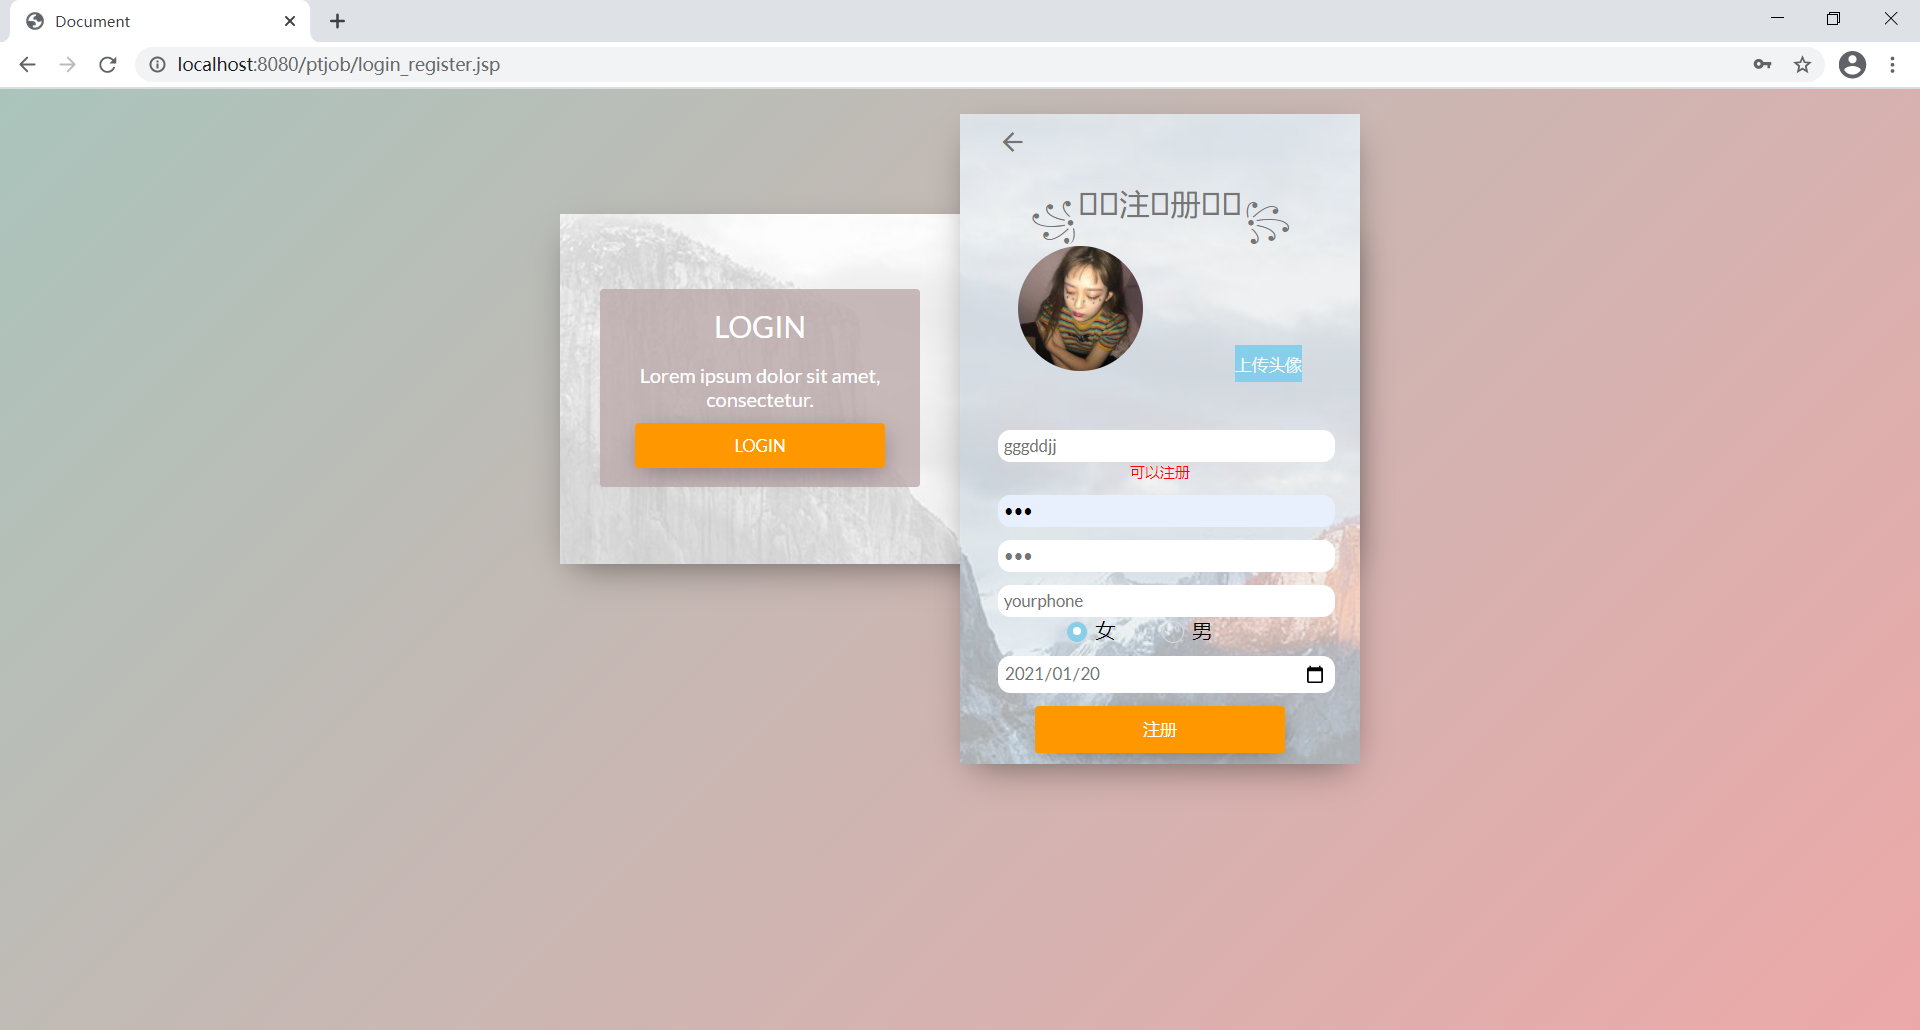 Document
localhost:8080/ptjob/login_register.jsp
注册
上传头像
LOGIN
Lorem ipsum dolor sit amet,
consectetur.
LOGIN
gggddjj
可以注册
•••
•••
yourphone
女 男
2021/01/20
注册